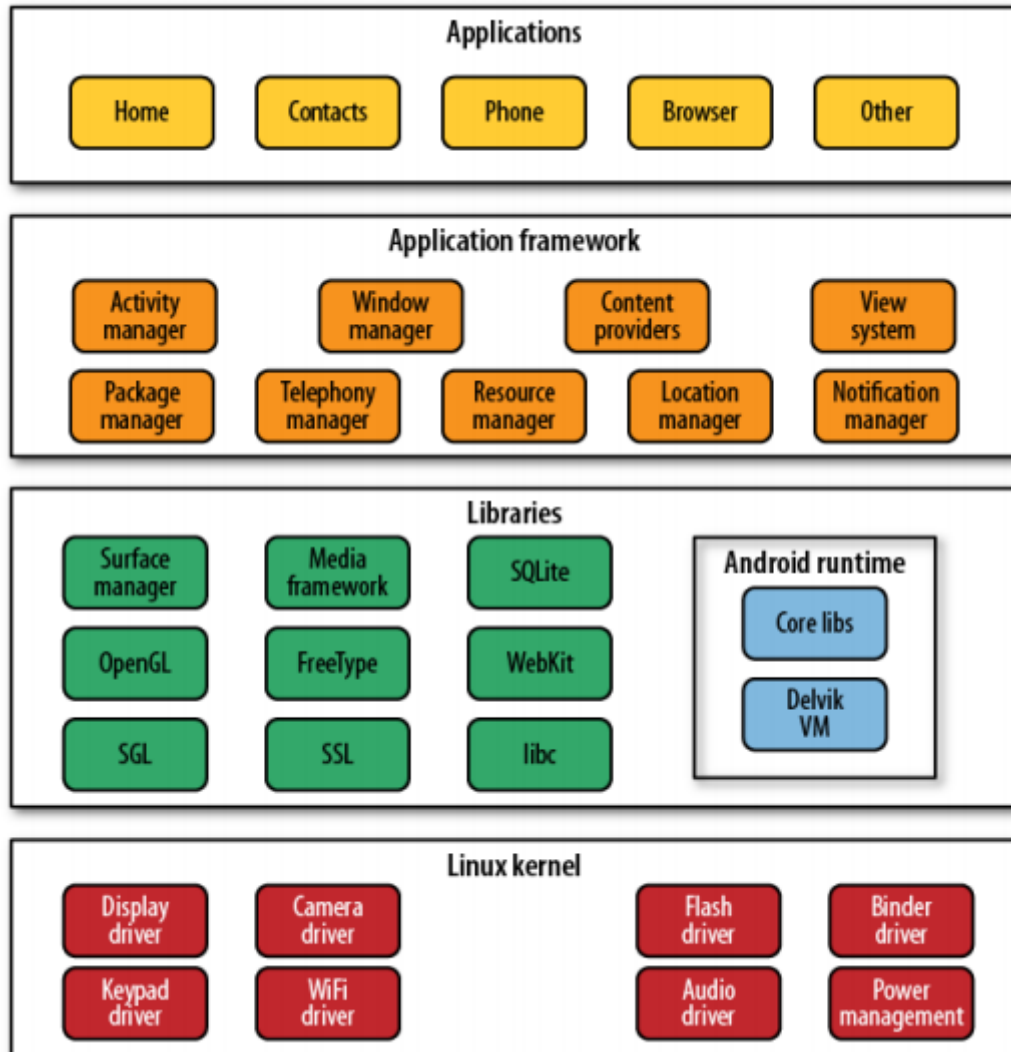 Applications
Home
Contacts
Phone
Browser
Other
Application framework
Activity
manager
Window
manager
Content
providers
View
system
Package
manager
Telephony
manager
Resource
manager
Location
manager
Notification
manager
Libraries
Surface
manager
Media
framework
SQLite
OpenGL
FreeType
WebKit
SGL
SSL
libc
Android runtime
Core libs
Delvik
VM
Linux kernel
Display
driver
Camera
driver
Flash
driver
Binder
driver
Keypad
driver
WiFi
driver
Audio
driver
Power
management